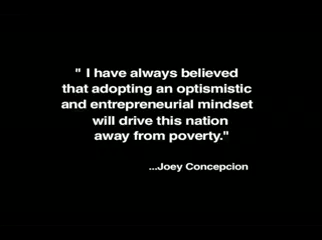 " I have always believed
that adopting an optismistic
and entrepreneurial mindset
will drive this nation
away from poverty."
...Joey Concepcion